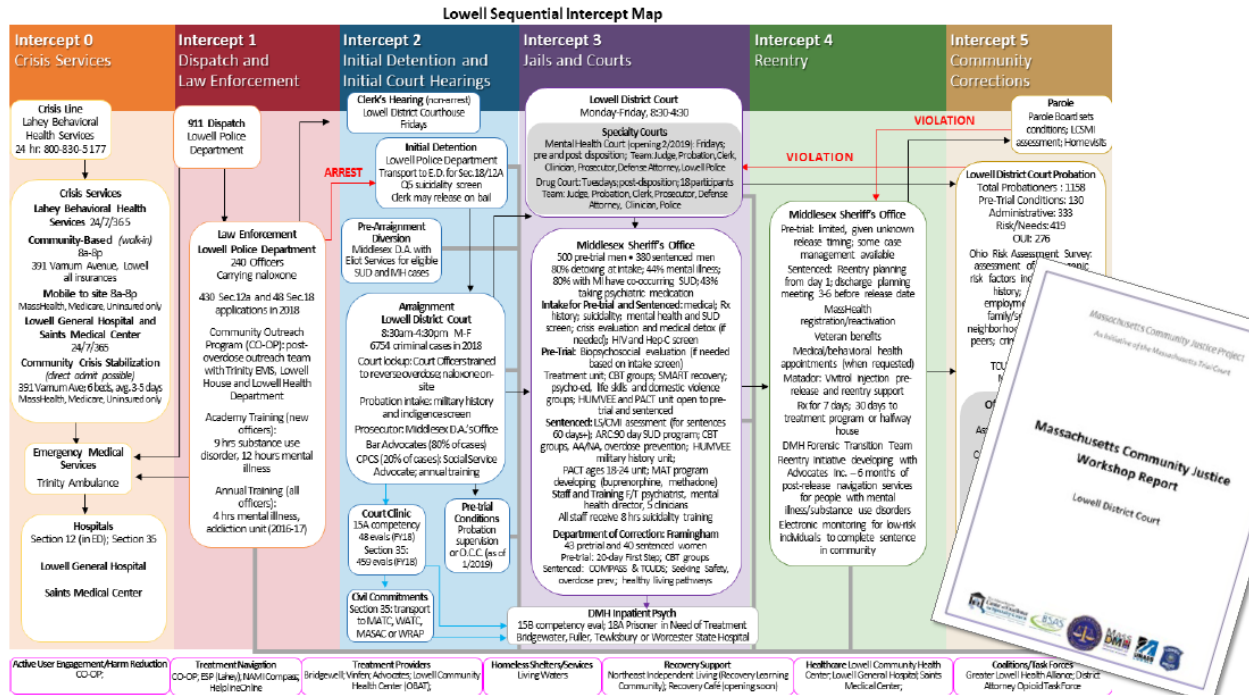 Lowell Sequential Intercept Map
Intercept 0
Crisis Services
Intercept 1
Dispatch and
Law Enforcement
Intercept 2
Initial Detention and
Initial Court Hearings
Intercept 3
Jails and Courts
Intercept 4
Reentry
Intercept 5
Community
Corrections
Crisis Line
Lahey Behavioral
Health Services
24 hr: 800-830-5177
Crisis Services
Lahey Behavioral Health
Services 24/7/365
Community-Based (walk-in)
8a-8p
391 Varnum Avenue, Lowell
all insurances
Mobile to site 8a-8p
MassHealth, Medicare, Uninsured only
Lowell General Hospital and
Saints Medical Center
24/7/365
Community Crisis Stabilization
(direct admit possible)
391 Varnum Ave; 6 beds, avg. 3-5 days
MassHealth, Medicare, Uninsured only
Emergency Medical
Services
Trinity Ambulance
Hospitals
Section 12 (in ED); Section 35
Lowell General Hospital
Saints Medical Center
911 Dispatch
Lowell Police
Department
ARREST
Law Enforcement
Lowell Police Department
240 Officers
Carrying naloxone
430 Sec.12a and 48 Sec.18
applications in 2018
Community Outreach
Program (CO-OP): post-
overdose outreach team
with Trinity EMS, Lowell
House and Lowell Health
Department
Academy Training (new
officers):
9 hrs substance use
disorder, 12 hours mental
illness
Annual Training (all
officers):
4 hrs mental illness,
addiction unit (2016-17)
Clerk's Hearing (non-arrest)
Lowell District Courthouse
Fridays
Initial Detention
Lowell Police Department
Transport to E.D. for Sec.18/12A
Q5 suicidality screen
Clerk may release on bail
Pre-Arraignment
Diversion
Middlesex D.A. with
Eliot Services for eligible
SUD and MH cases
Arraignment
Lowell District Court
8:30am-4:30pm M-F
6754 criminal cases in 2018
Court lockup: Court Officers trained
to reverse overdose; naloxone on-
site
Probation intake: military history
and indigence screen
Prosecutor: Middlesex D.A.'s Office
Bar Advocates (80% of cases)
CPCS (20% of cases): Social Service
Advocate; annual training
Court Clinic
15A competency
48 evals (FY18)
Section 35:
459 evals (FY18)
Pre-trial
Conditions
Probation
supervision
or O.C.C. (as of
1/2019)
Civil Commitments
Section 35: transport
to MATC, WATC,
MASAC or WRAP
Lowell District Court
Monday-Friday, 8:30-4:30
Specialty Courts
Mental Health Court (opening 2/2019): Fridays;
pre and post disposition; Team: Judge, Probation, Clerk,
Clinician, Prosecutor, Defense Attorney, Lowell Police
Drug Court: Tuesdays; post-disposition; 18 participants
Team: Judge, Probation, Clerk, Prosecutor, Defense
Attorney, Clinician, Police
Middlesex Sheriff's Office
500 pre-trial men • 380 sentenced men
80% detoxing at intake; 44% mental illness;
80% with MI have co-occurring SUD; 43%
taking psychiatric medication
Intake for Pre-trial and Sentenced: medical; Rx
history; suicidality; mental health and SUD
screen; crisis evaluation and medical detox (if
needed); HIV and Hep-C screen
Pre-Trial: Biopsychosocial evaluation (if needed
based on intake screen)
Treatment unit; CBT groups; SMART recovery;
psycho-ed, life skills and domestic violence
groups; HUMVEE and PACT unit open to pre-
trial and sentenced
Sentenced: LS/CMI assessment (for sentences
60 days+); ARC: 90 day SUD program; CBT
groups, AA/NA, overdose prevention; HUMVEE
military history unit;
PACT ages 18-24 unit; MAT program
developing (buprenorphine, methadone)
Staff and Training F/T psychiatrist, mental
health director, 5 clinicians
All staff receive 8 hrs suicidality training
Department of Correction: Framingham
43 pretrial and 40 sentenced women
Pre-trial: 20-day First Step; CBT groups
Sentenced: COMPASS & TCUDS; Seeking Safety,
overdose prev; healthy living pathways
DMH Inpatient Psych
15B competency eval; 18A Prisoner in Need of Treatment
Bridgewater, Fuller, Tewksbury or Worcester State Hospital
VIOLATION
VIOLATION
Middlesex Sheriff's Office
Pre-trial: limited, given unknown
release timing; some case
management available
Sentenced: Reentry planning
from day 1; discharge planning
meeting 3-6 before release date
MassHealth
registration/reactivation
Veteran benefits
Medical/behavioral health
appointments (when requested)
Matador: Vivitrol injection pre-
release and reentry support
Rx for 7 days; 30 days to
treatment program or halfway
house
DMH Forensic Transition Team
Reentry Initiative developing with
Advocates Inc. – 6 months of
post-release navigation services
for people with mental
illness/substance use disorders
Electronic monitoring for low-risk
individuals to complete sentence
in community
Parole
Parole Board sets
conditions; LCSMI
assessment; Home visits
Lowell District Court Probation
Total Probationers : 1158
Pre-Trial Conditions: 130
Administrative: 333
Risk/Needs: 419
OUI: 276
Ohio Risk Assessment Survey:
assessment of
risk factors
history;
peers;
Massachusetts Community Justice Project
An Initiative of the Massachusetts Trial Court
Massachusetts Community Justice
Workshop Report
Lowell District Court
BSAS
Active User Engagement/Harm Reduction
CO-OP;
Treatment Navigation
CO-OP; ESP (Lahey); NAMI Compass;
HelplineOnline
Treatment Providers
Bridgewell; Vinfen; Advocates; Lowell Community
Health Center (OBAT);
Homeless Shelters/Services
Living Waters
Recovery Support
Northeast Independent Living (Recovery Learning
Community); Recovery Café (opening soon)
Healthcare Lowell Community Health
Center; Lowell General Hospital; Saints
Medical Center;
Coalitions/Task Forces
Greater Lowell Health Alliance; District
Attorney Opioid Task Force